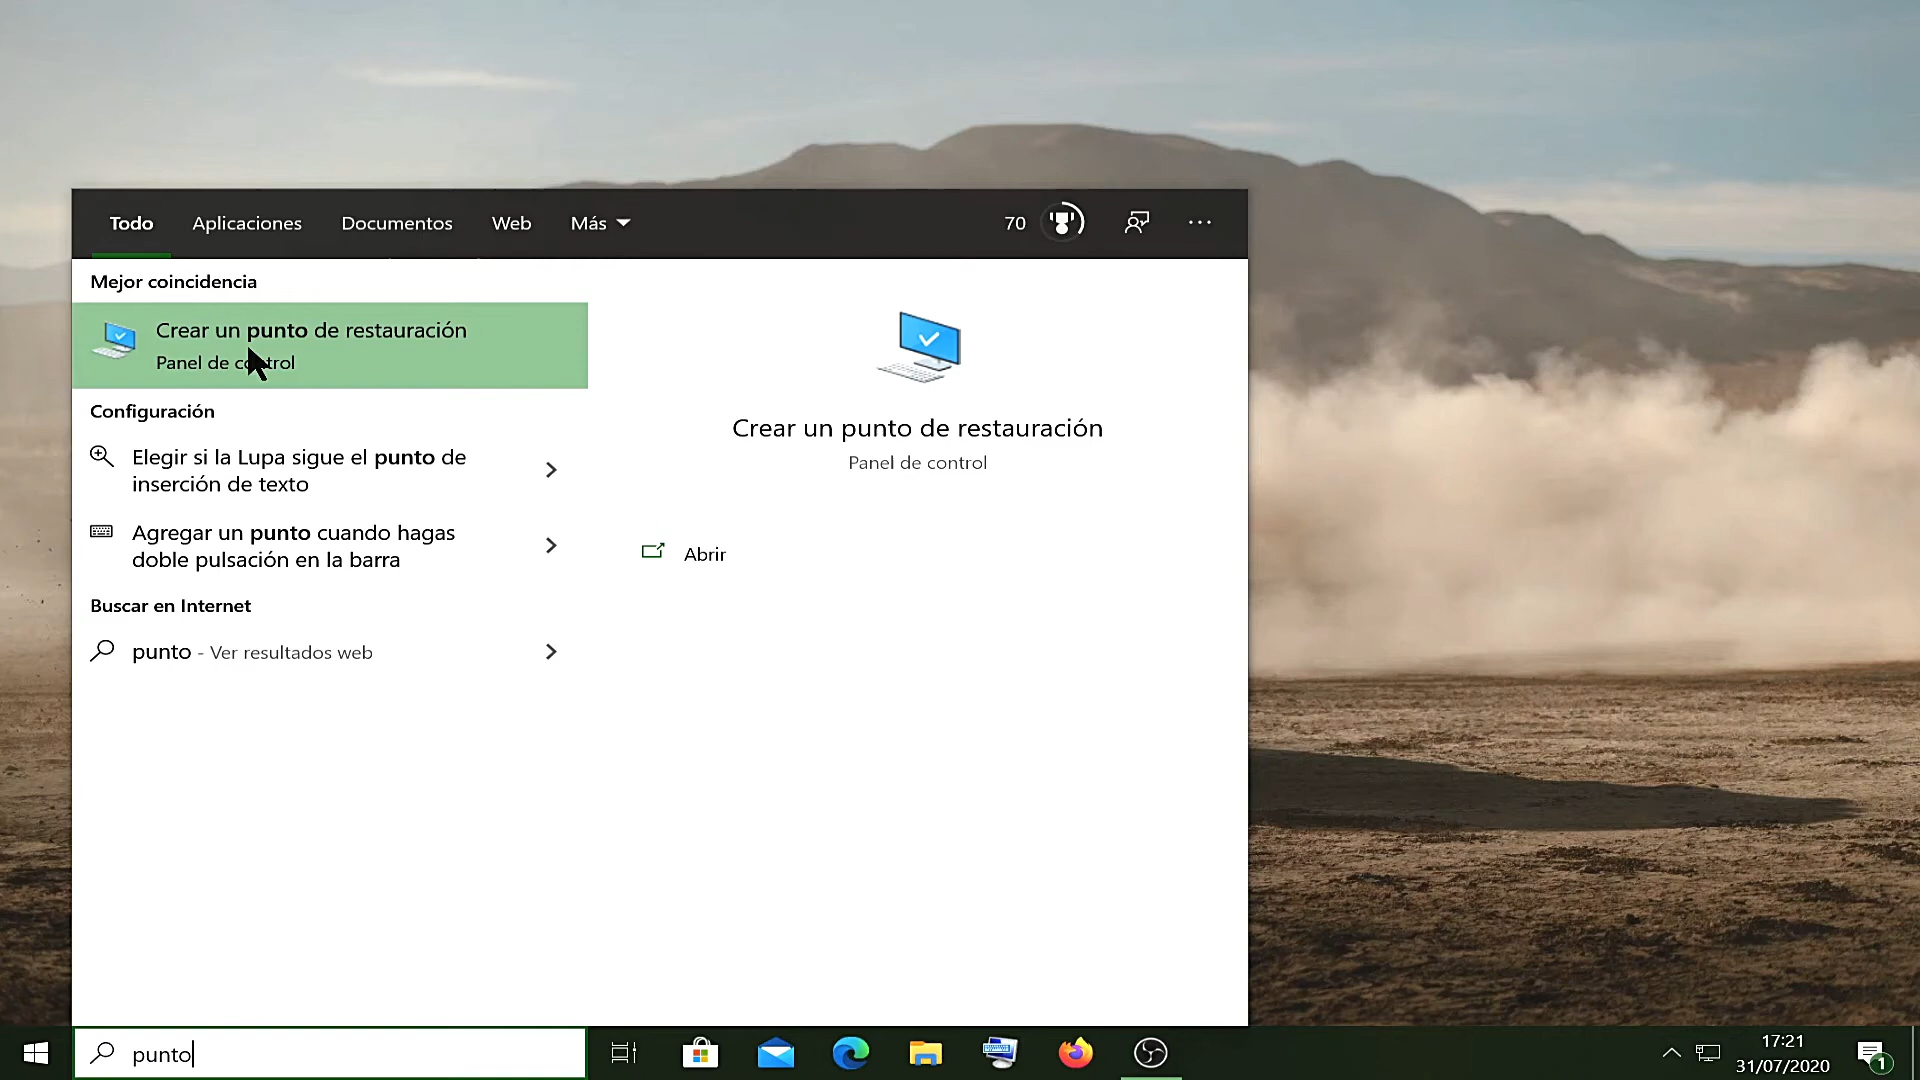 Todo
Aplicaciones
Documentos
Web
Más
70
Mejor coincidencia
Crear un punto de restauración
Panel de control
Configuración
Elegir si la Lupa sigue el punto de
inserción de texto
Agregar un punto cuando hagas
doble pulsación en la barra
Buscar en Internet
punto - Ver resultados web
Crear un punto de restauración
Panel de control
Abrir
punto
17:21
31/07/2020
1